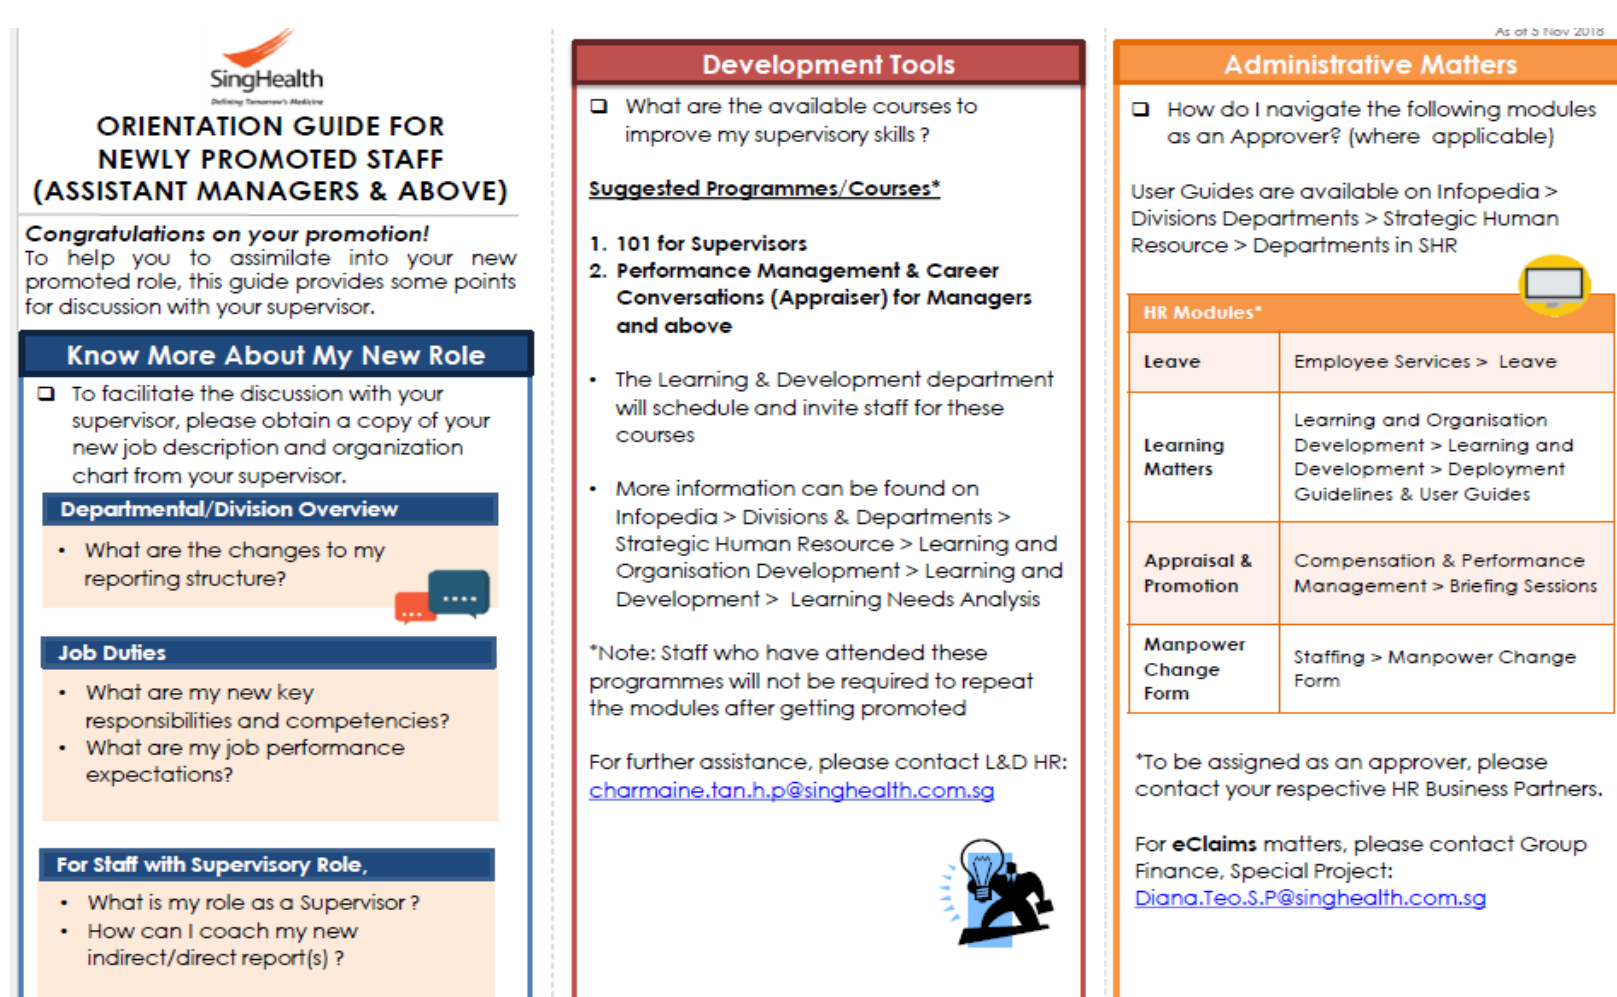 SingHealth
Defining Tomorrow's Medicine
ORIENTATION GUIDE FOR
NEWLY PROMOTED STAFF
(ASSISTANT MANAGERS & ABOVE)
Congratulations on your promotion!
To help you to assimilate into your new
promoted role, this guide provides some points
for discussion with your supervisor.
Know More About My New Role
❑ To facilitate the discussion with your
supervisor, please obtain a copy of your
new job description and organization
chart from your supervisor.
Departmental/Division Overview
• What are the changes to my
reporting structure?
Job Duties
• What are my new key
responsibilities and competencies?
• What are my job performance
expectations?
For Staff with Supervisory Role,
• What is my role as a Supervisor ?
• How can I coach my new
indirect/direct report(s) ?
Development Tools
❑ What are the available courses to
improve my supervisory skills ?
Suggested Programmes/Courses*
1. 101 for Supervisors
2. Performance Management & Career
Conversations (Appraiser) for Managers
and above
• The Learning & Development department
will schedule and invite staff for these
courses
• More information can be found on
Infopedia > Divisions & Departments >
Strategic Human Resource > Learning and
Organisation Development > Learning and
Development > Learning Needs Analysis
*Note: Staff who have attended these
programmes will not be required to repeat
the modules after getting promoted
For further assistance, please contact L&D HR:
charmaine.tan.h.p@singhealth.com.sg
As of 5 Nov 2018
Administrative Matters
❑ How do I navigate the following modules
as an Approver? (where applicable)
User Guides are available on Infopedia >
Divisions Departments > Strategic Human
Resource > Departments in SHR
HR Modules*
Leave
Employee Services > Leave
Learning
Matters
Learning and Organisation
Development > Learning and
Development > Deployment
Guidelines & User Guides
Appraisal &
Promotion
Compensation & Performance
Management > Briefing Sessions
Manpower
Change
Form
Staffing > Manpower Change
Form
*To be assigned as an approver, please
contact your respective HR Business Partners.
For eClaims matters, please contact Group
Finance, Special Project:
Diana.Teo.S.P@singhealth.com.sg